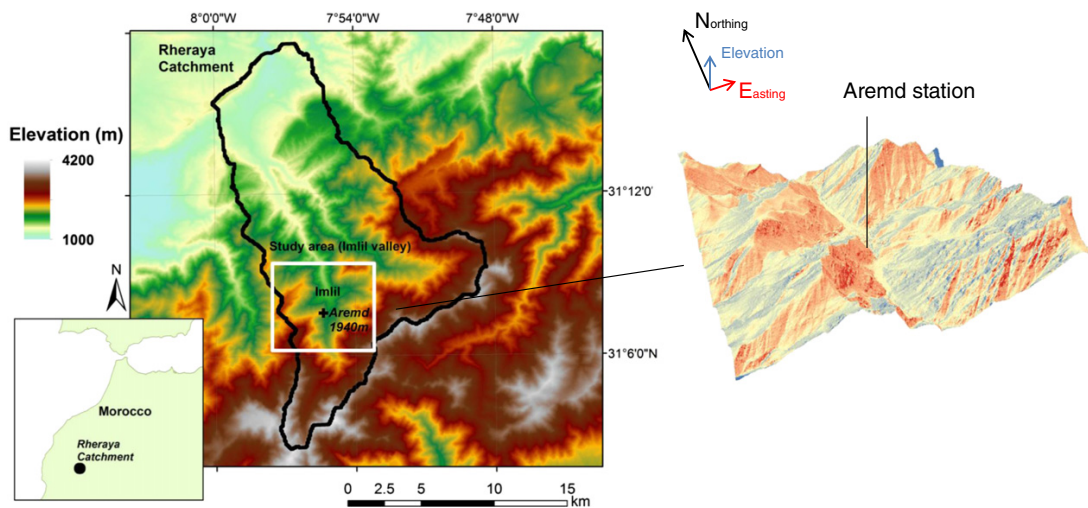 8°0'0"W
7°54'0"W
7°48'0"W
Rheraya
Catchment
Elevation (m)
4200
1000
N
Study area (Imlil valley)
Imlil
Aremd
1940m
31°12'0'
31°6'0"N
Morocco
Rheraya
Catchment
0 2.5 5 10 15
km
Northing
Elevation
Easting
Aremd station